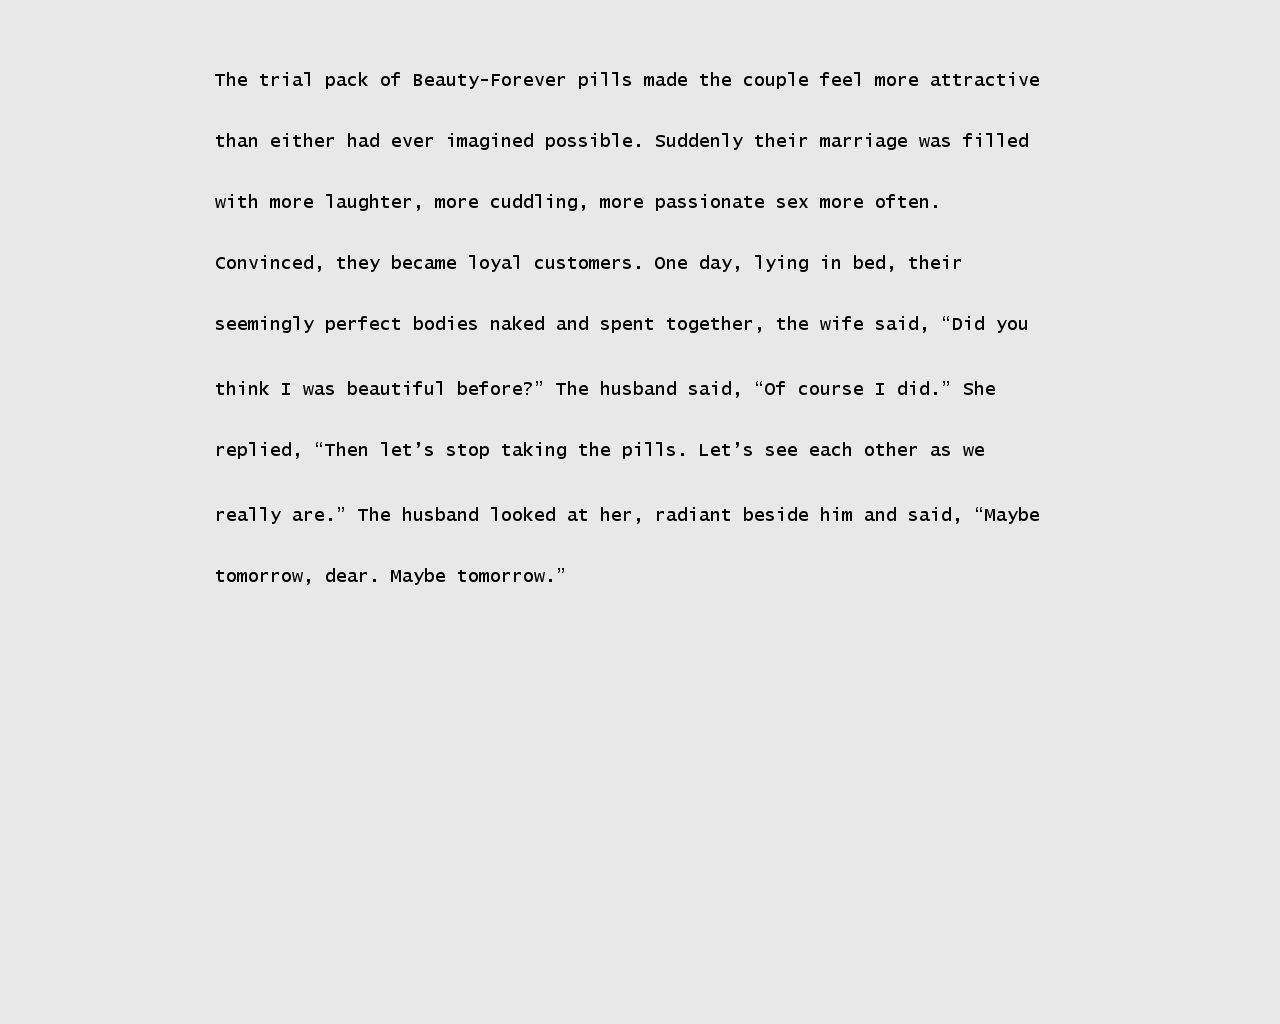 The trial pack of Beauty-Forever pills made the couple feel more attractive
than either had ever imagined possible. Suddenly their marriage was filled
with more laughter, more cuddling, more passionate sex more often.
Convinced, they became loyal customers. One day, lying in bed, their
seemingly perfect bodies naked and spent together, the wife said, “Did you
think I was beautiful before?” The husband said, “Of course I did.” She
replied, “Then let’s stop taking the pills. Let’s see each other as we
really are.” The husband looked at her, radiant beside him and said, “Maybe
tomorrow, dear. Maybe tomorrow.”